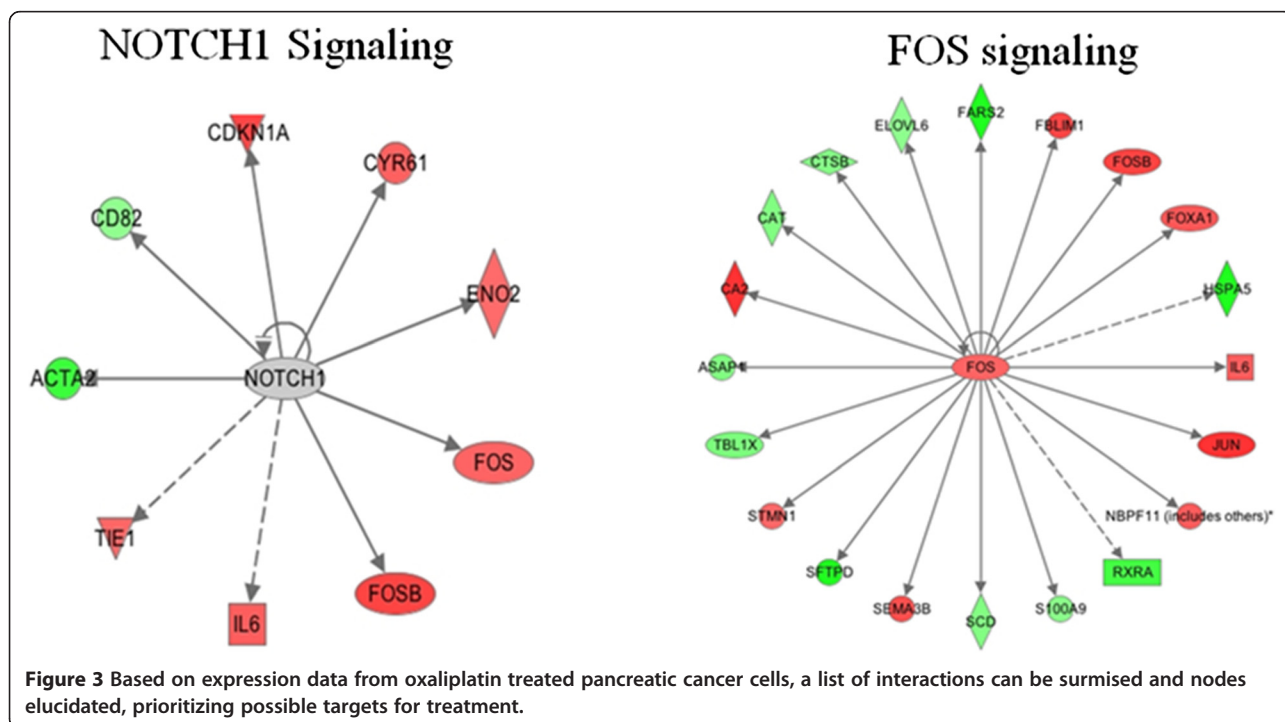 NOTCH1 Signaling
CDKN1A
CYR61
CD82
ENO2
ACTA2
NOTCH1
FOS
TIE1
FOSB
IL6
FOS signaling
FARS2
ELOVL6
FBLIM1
CTSB
FOSB
CAT
FOXA1
CA2
HSPA5
ASAP1
FOS
IL6
TBL1X
JUN
STMN1
NBPF11 (includes others)*
SFTPD
RXRA
SEMA3B
SCD
S100A9
Figure 3 Based on expression data from oxaliplatin treated pancreatic cancer cells, a list of interactions can be surmised and nodes
elucidated, prioritizing possible targets for treatment.